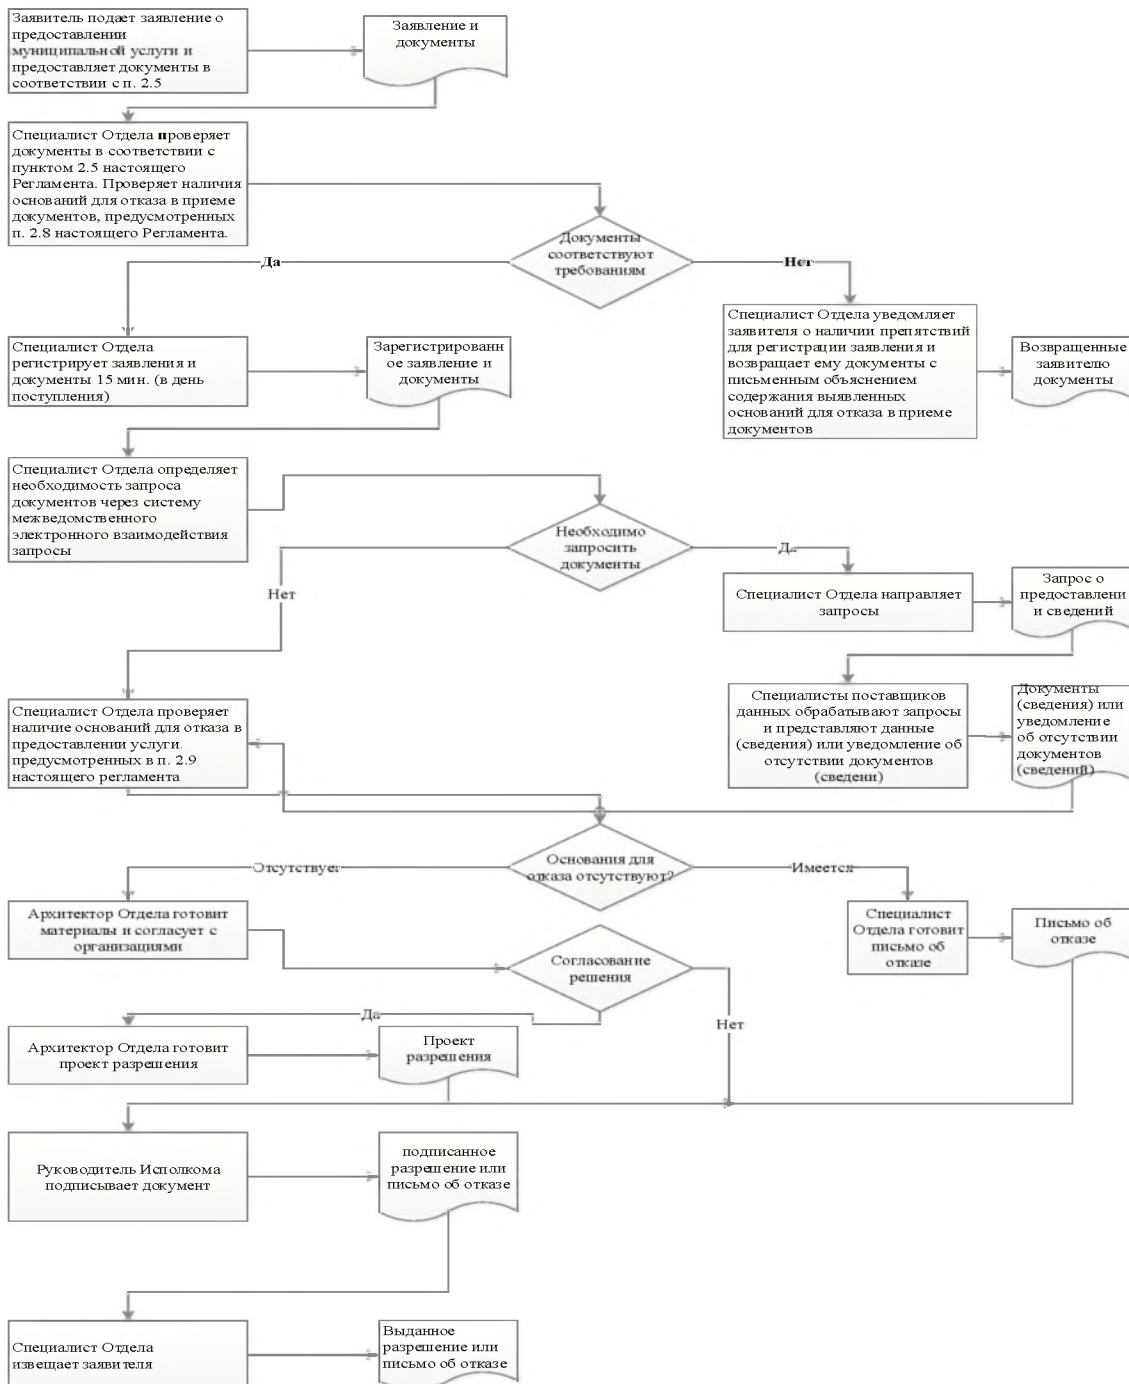 Заявитель подает заявление о
предоставлении
муниципальной услуги и
предоставляет документы в
соответствии с п. 2.5
Заявление и
документы
Специалист Отдела проверяет
документы в соответствии с
пунктом 2.5 настоящего
Регламента. Проверяет наличия
оснований для отказа в приеме
документов, предусмотренных
п. 2.8 настоящего Регламента.
Документы
соответствуют
требованиям
Да
Нет
Специалист Отдела
регистрирует заявления и
документы 15 мин. (в день
поступления)
Зарегистрированн
ое заявление и
документы
Специалист Отдела уведомляет
заявителя о наличии препятствий
для регистрации заявления и
возвращает ему документы с
письменным объяснением
содержания выявленных
оснований для отказа в приеме
документов
Возвращенные
заявителю
документы
Специалист Отдела определяет
необходимость запроса
документов через систему
межведомственного
электронного взаимодействия
запросы
Необходимо
запросить
документы
Да
Нет
Специалист Отдела направляет
запросы
Запрос о
предоставлени
и сведений
Специалист Отдела проверяет
наличие оснований для отказа в
предоставлении услуги.
предусмотренных в п. 2.9
настоящего регламента
Специалисты поставщиков
данных обрабатывают запросы
и представляют данные
(сведения) или уведомление об
отсутствии документов
(сведени)
Документы
(сведения) или
уведомление
об отсутствии
документов
(сведений)
Основания для
отказа отсутствуют?
Отсутствует
Имеется
Архитектор Отдела готовит
материалы и согласует с
организациями
Специалист
Отдела готовит
письмо об
отказе
Письмо об
отказе
Согласование
решения
Да
Нет
Архитектор Отдела готовит
проект разрешения
Проект
разрешения
Руководитель Исполкома
подписывает документ
подписанное
разрешение или
письмо об отказе
Специалист Отдела
извещает заявителя
Выданное
разрешение или
письмо об отказе